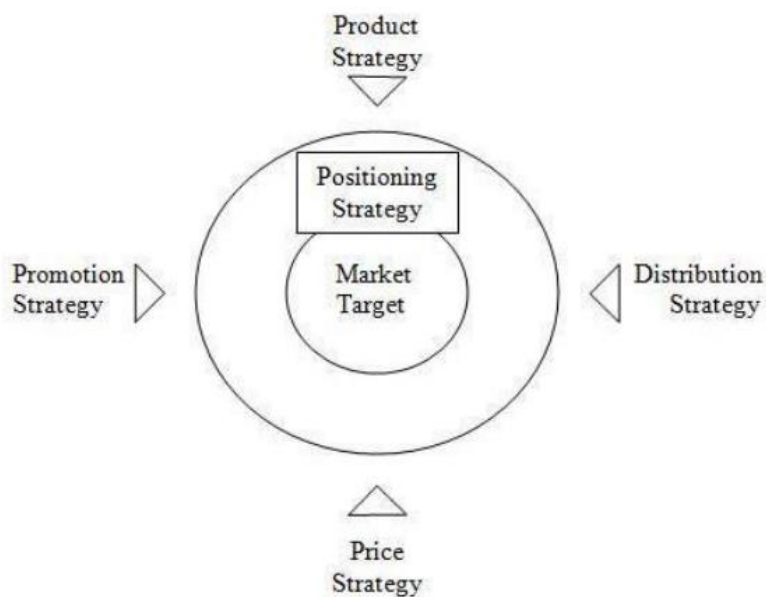 Product
Strategy
Positioning
Strategy
Promotion
Strategy
Market
Target
Distribution
Strategy
Price
Strategy